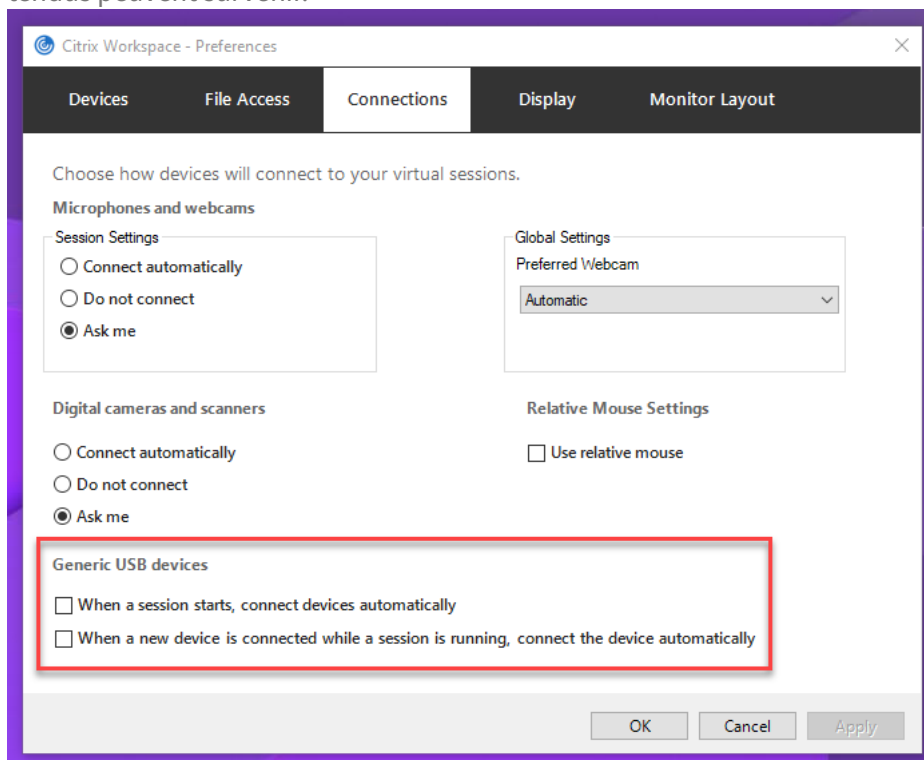 peuvent
Citrix Workspace - Preferences
Devices File Access Connections Display Monitor Layout
Choose how devices will connect to your virtual sessions.
Microphones and webcams
Session Settings
Connect automatically
Do not connect
Ask me
Global Settings
Preferred Webcam
Automatic
Digital cameras and scanners
Connect automatically
Do not connect
Ask me
Relative Mouse Settings
Use relative mouse
Generic USB devices
When a session starts, connect devices automatically
When a new device is connected while a session is running, connect the device automatically
OK Cancel Apply